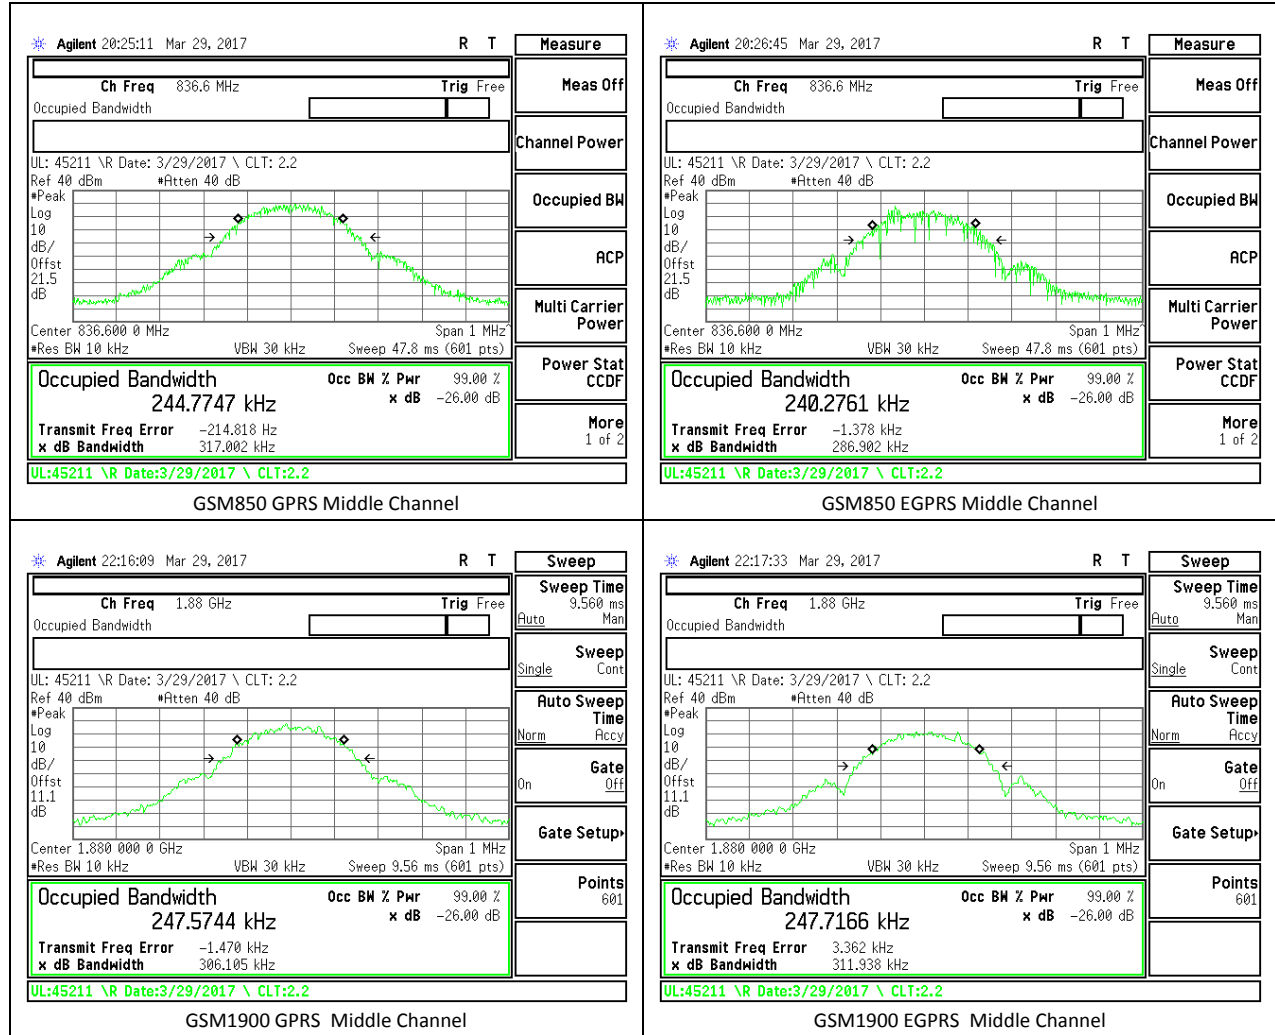 Agilent 20:25:11 Mar 29, 2017 R T Measure
Ch Freq 836.6 MHz Trig Free
Occupied Bandwidth
Meas Off
Channel Power
Occupied BW
ACP
Multi Carrier
Power
Power Stat
CCDF
More
1 of 2
UL: 45211 \R Date: 3/29/2017 \ CLT: 2.2
Ref 40 dBm #Atten 40 dB
#Peak
Log
10
dB/
Offst
21.5
dB
Center 836.600 0 MHz Span 1 MHz^
#Res BW 10 kHz VBW 30 kHz Sweep 47.8 ms (601 pts)
Occupied Bandwidth Occ BW % Pwr 99.00 %
244.7747 kHz x dB -26.00 dB
Transmit Freq Error -214.818 Hz
x dB Bandwidth 317.002 kHz
UL:45211 \R Date:3/29/2017 \ CLT:2.2
GSM850 GPRS Middle Channel
Agilent 20:26:45 Mar 29, 2017 R T Measure
Ch Freq 836.6 MHz Trig Free
Occupied Bandwidth
Meas Off
Channel Power
Occupied BW
ACP
Multi Carrier
Power
Power Stat
CCDF
More
1 of 2
UL: 45211 \R Date: 3/29/2017 \ CLT: 2.2
Ref 40 dBm #Atten 40 dB
#Peak
Log
10
dB/
Offst
21.5
dB
Center 836.600 0 MHz Span 1 MHz^
#Res BW 10 kHz VBW 30 kHz Sweep 47.8 ms (601 pts)
Occupied Bandwidth Occ BW % Pwr 99.00 %
240.2761 kHz x dB -26.00 dB
Transmit Freq Error -1.378 kHz
x dB Bandwidth 286.902 kHz
UL:45211 \R Date:3/29/2017 \ CLT:2.2
GSM850 EGPRS Middle Channel
Agilent 22:16:09 Mar 29, 2017 R T Sweep
Ch Freq 1.88 GHz Trig Free
Occupied Bandwidth
Sweep Time
9.560 ms
Auto Man
Sweep
Single Cont
Auto Sweep
Time
Norm Accy
Gate
On Off
Gate Setup
Points
601
UL: 45211 \R Date: 3/29/2017 \ CLT: 2.2
Ref 40 dBm #Atten 40 dB
#Peak
Log
10
dB/
Offst
11.1
dB
Center 1.880 000 0 GHz Span 1 MHz
#Res BW 10 kHz VBW 30 kHz Sweep 9.56 ms (601 pts)
Occupied Bandwidth Occ BW % Pwr 99.00 %
247.5744 kHz x dB -26.00 dB
Transmit Freq Error -1.470 kHz
x dB Bandwidth 306.105 kHz
UL:45211 \R Date:3/29/2017 \ CLT:2.2
GSM1900 GPRS Middle Channel
Agilent 22:17:33 Mar 29, 2017 R T Sweep
Ch Freq 1.88 GHz Trig Free
Occupied Bandwidth
Sweep Time
9.560 ms
Auto Man
Sweep
Single Cont
Auto Sweep
Time
Norm Accy
Gate
On Off
Gate Setup
Points
601
UL: 45211 \R Date: 3/29/2017 \ CLT: 2.2
Ref 40 dBm #Atten 40 dB
#Peak
Log
10
dB/
Offst
11.1
dB
Center 1.880 000 0 GHz Span 1 MHz
#Res BW 10 kHz VBW 30 kHz Sweep 9.56 ms (601 pts)
Occupied Bandwidth Occ BW % Pwr 99.00 %
247.7166 kHz x dB -26.00 dB
Transmit Freq Error 3.362 kHz
x dB Bandwidth 311.938 kHz
UL:45211 \R Date:3/29/2017 \ CLT:2.2
GSM1900 EGPRS Middle Channel